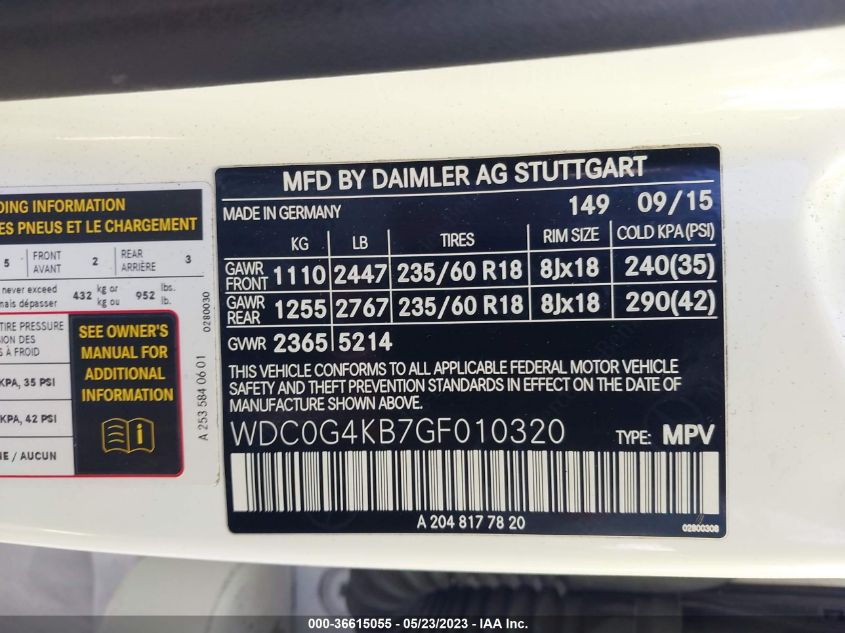 DING INFORMATION
ES PNEUS ET LE CHARGEMENT
5 FRONT AVANT 2 REAR ARRIÈRE 3
never exceed 432 kg or 952 lbs.
mais dépasser kg ou lb.
TIRE PRESSURE
SION DES
À FROID
KPA, 35 PSI
KPA, 42 PSI
NE / AUCUN
SEE OWNER'S
MANUAL FOR
ADDITIONAL
INFORMATION
0280030
A 253 584 06 01
MFD BY DAIMLER AG STUTTGART
MADE IN GERMANY 149 09/15
KG LB TIRES RIM SIZE COLD KPA (PSI)
GAWR FRONT 1110 2447 235/60 R18 8Jx18 240(35)
GAWR REAR 1255 2767 235/60 R18 8Jx18 290(42)
GWR 2365 5214
THIS VEHICLE CONFORMS TO ALL APPLICABLE FEDERAL MOTOR VEHICLE
SAFETY AND THEFT PREVENTION STANDARDS IN EFFECT ON THE DATE OF
MANUFACTURE SHOWN ABOVE.
WDC0G4KB7GF010320 TYPE: MPV
A 204 817 78 20
02800308
000-36615055 - 05/23/2023 - IAAI, Inc.